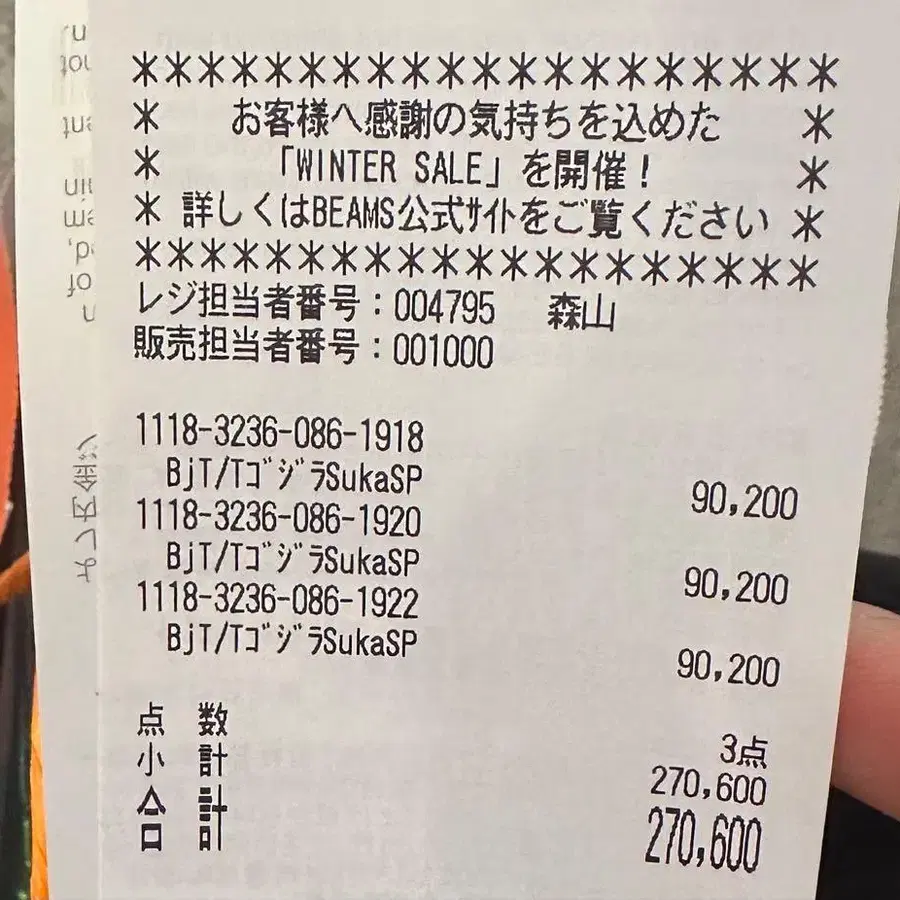 *********************
* お客様へ感謝の気持ちを込めた *
* 「WINTER SALE」を開催！ *
* 詳しくはBEAMS公式ｻｲﾄをご覧ください *
*********************
レジ担当者番号：004795 森山
販売担当者番号：001000
1118-3236-086-1918
BjT/Tｺﾞｼﾞﾗ SukaSP 90,200
1118-3236-086-1920
BjT/Tｺﾞｼﾞﾗ SukaSP 90,200
1118-3236-086-1922
BjT/Tｺﾞｼﾞﾗ SukaSP 90,200
点 数 3点
小 計 270,600
合 計 270,600